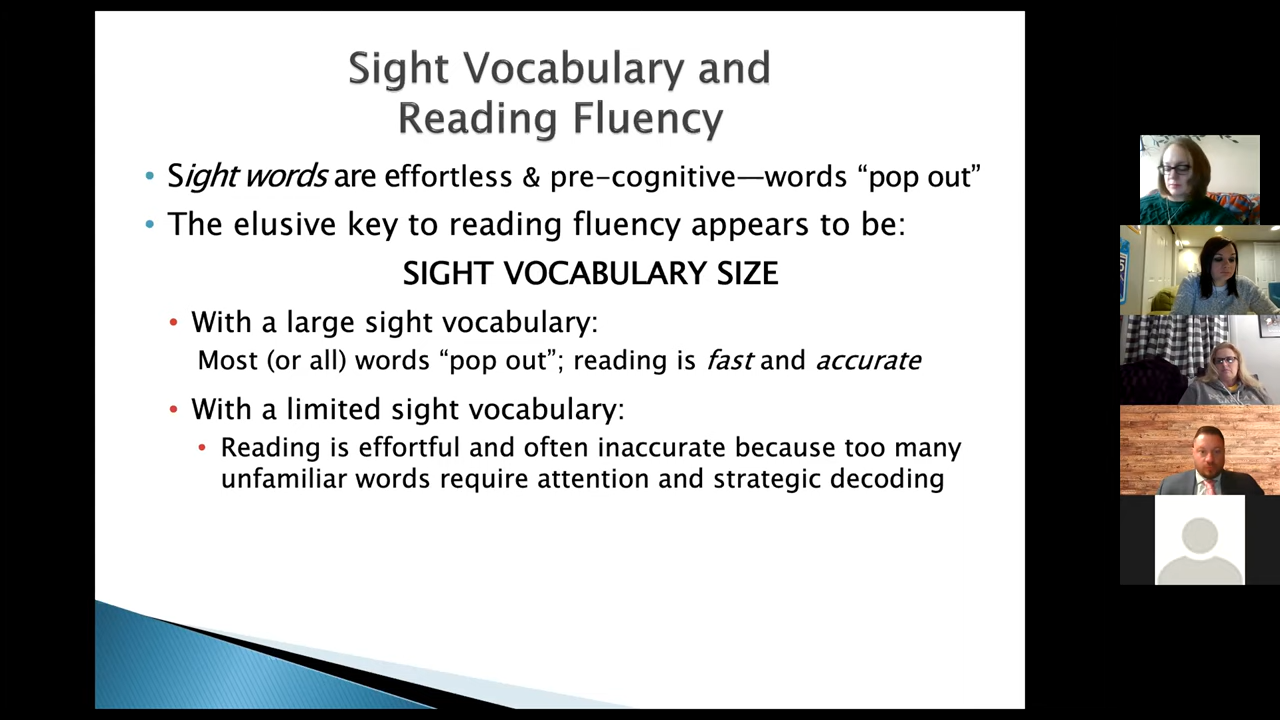 Sight Vocabulary and
Reading Fluency
• Sight words are effortless & pre-cognitive—words “pop out”
• The elusive key to reading fluency appears to be:
SIGHT VOCABULARY SIZE
• With a large sight vocabulary:
Most (or all) words “pop out”; reading is fast and accurate
• With a limited sight vocabulary:
• Reading is effortful and often inaccurate because too many
unfamiliar words require attention and strategic decoding